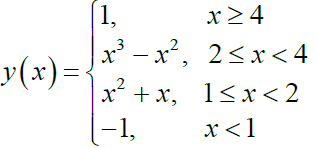 y(x) = { 1, x ≥ 4
x³ − x², 2 ≤ x < 4
x² + x, 1 ≤ x < 2
−1, x < 1